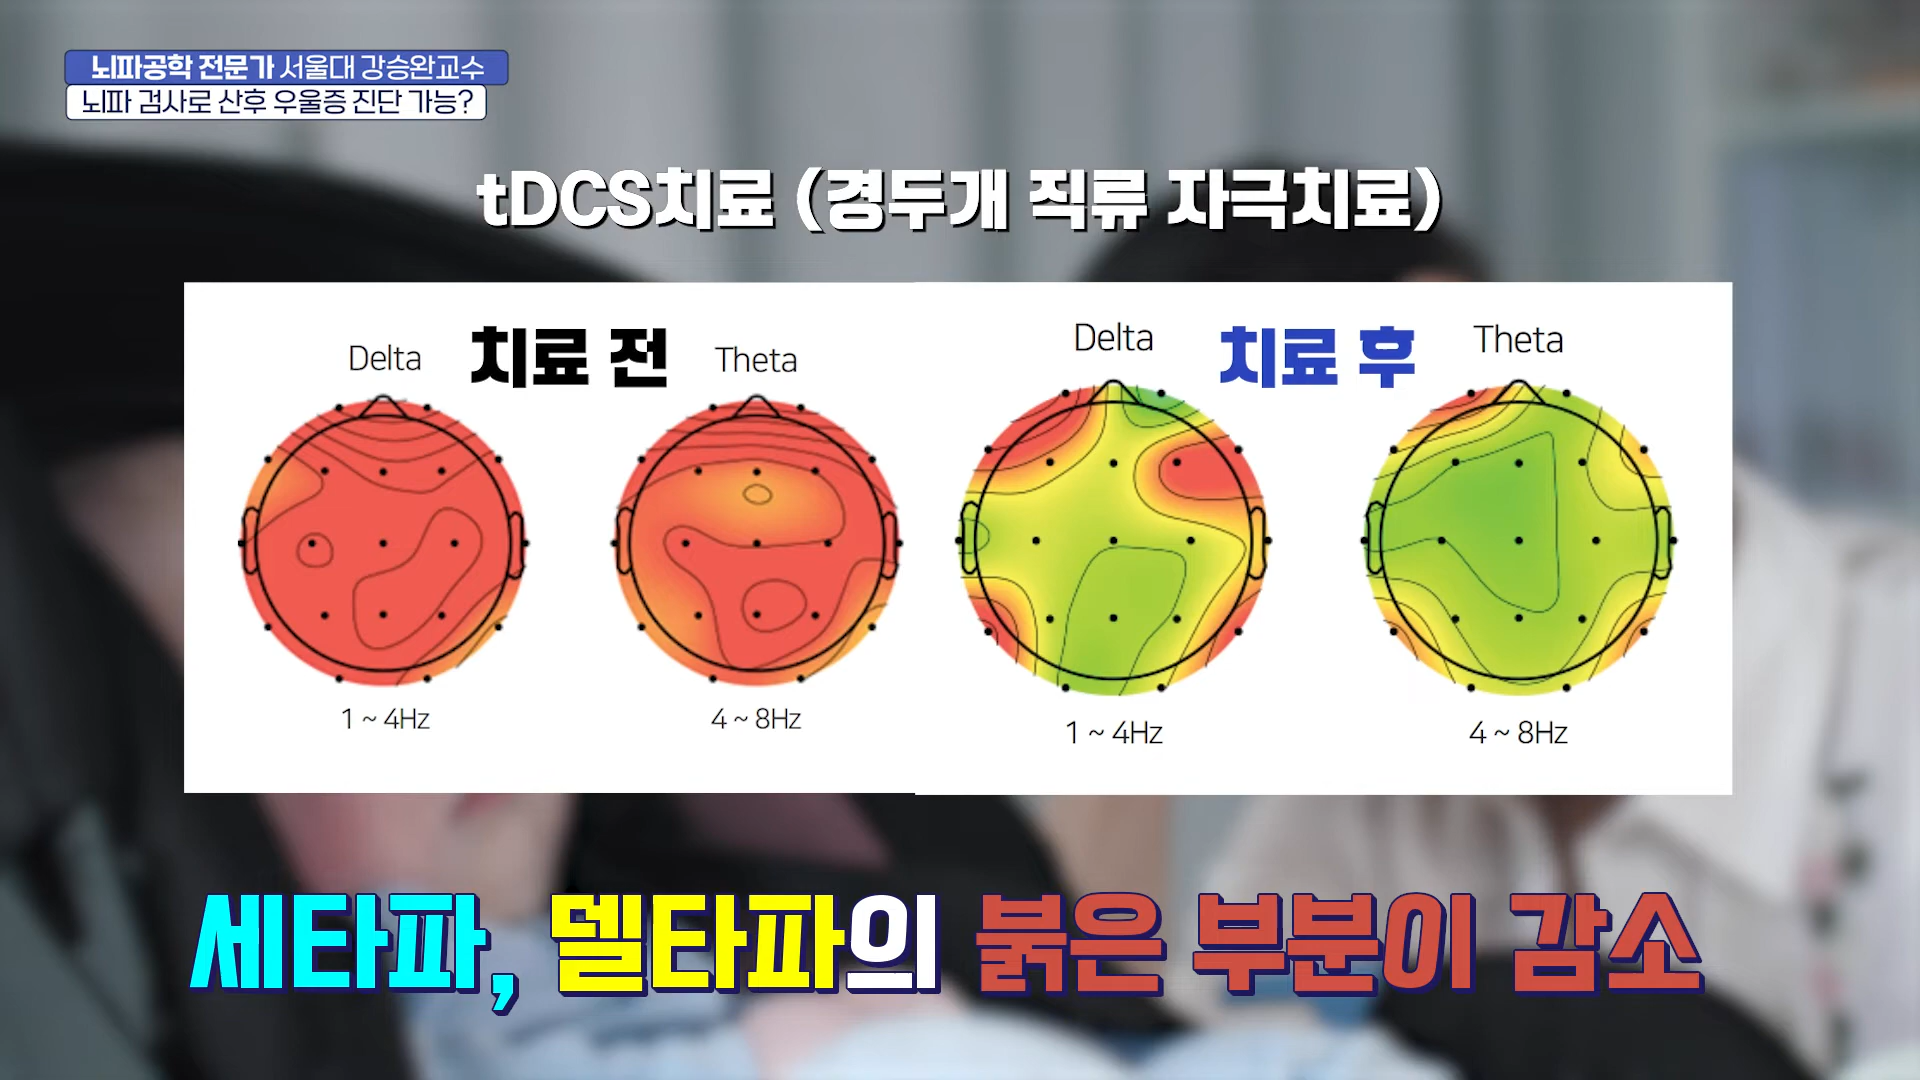 뇌파공학 전문가 서울대 강승완교수
뇌파 검사로 산후 우울증 진단 가능?
tDCS치료 (경두개 직류 자극치료)
치료 전
Delta
Theta
1 ~ 4Hz
4 ~ 8Hz
치료 후
Delta
Theta
1 ~ 4Hz
4 ~ 8Hz
세타파, 델타파의 붉은 부분이 감소